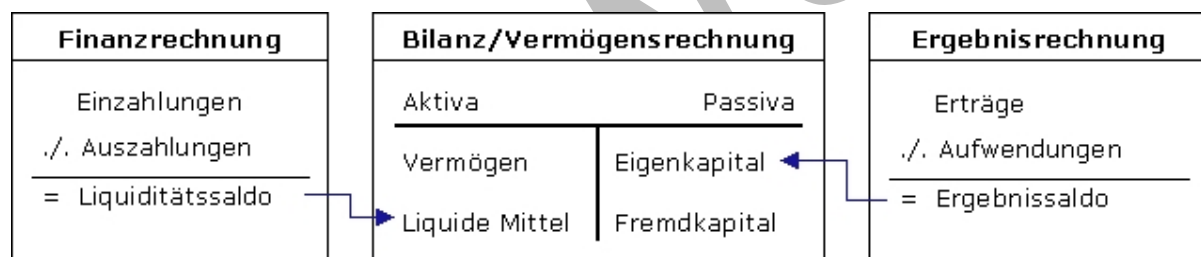 Finanzrechnung
Einzahlungen
./. Auszahlungen
= Liquiditätssaldo
Bilanz/Vermögensrechnung
Aktiva Passiva
Vermögen Eigenkapital
Liquide Mittel Fremdkapital
Ergebnisrechnung
Erträge
./. Aufwendungen
= Ergebnissaldo